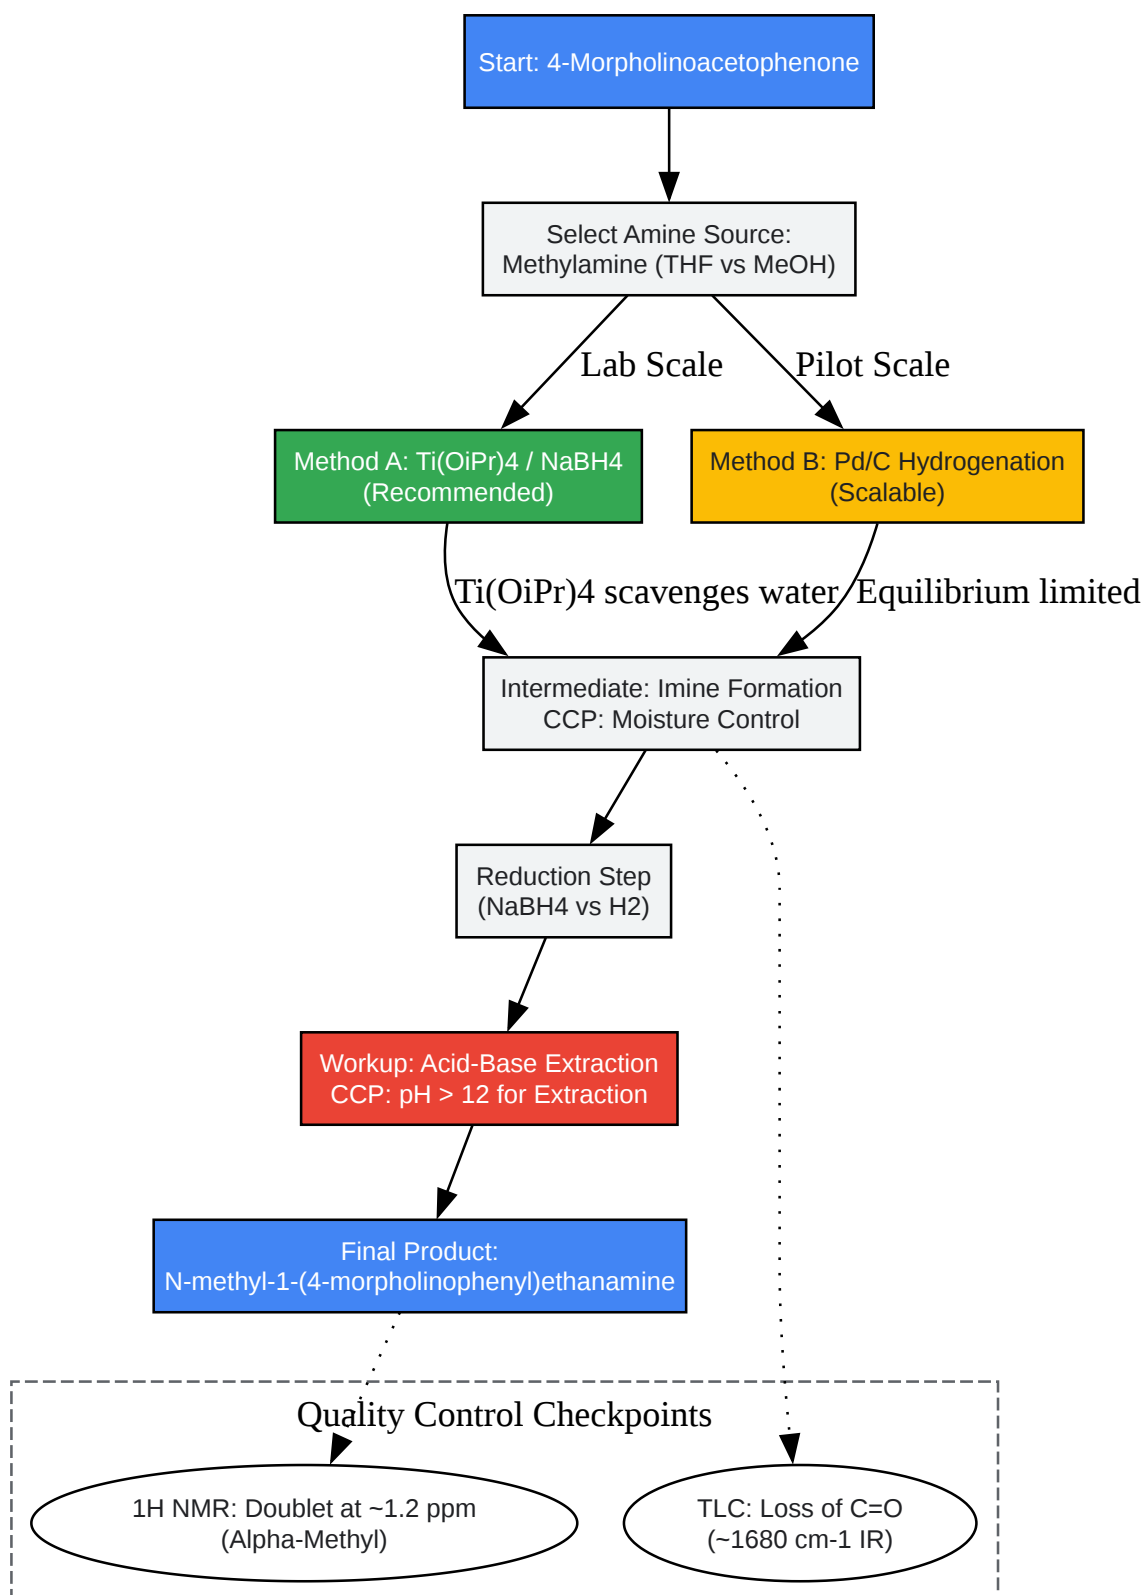 Start: 4-Morpholinoacetophenone
Select Amine Source:
Methylamine (THF vs MeOH)
Lab Scale
Pilot Scale
Method A: Ti(OiPr)4 / NaBH4
(Recommended)
Method B: Pd/C Hydrogenation
(Scalable)
Ti(OiPr)4 scavenges water
Equilibrium limited
Intermediate: Imine Formation
CCP: Moisture Control
Reduction Step
(NaBH4 vs H2)
Workup: Acid-Base Extraction
CCP: pH > 12 for Extraction
Final Product:
N-methyl-1-(4-morpholinophenyl)ethanamine
Quality Control Checkpoints
1H NMR: Doublet at ~1.2 ppm
(Alpha-Methyl)
TLC: Loss of C=O
(~1680 cm-1 IR)